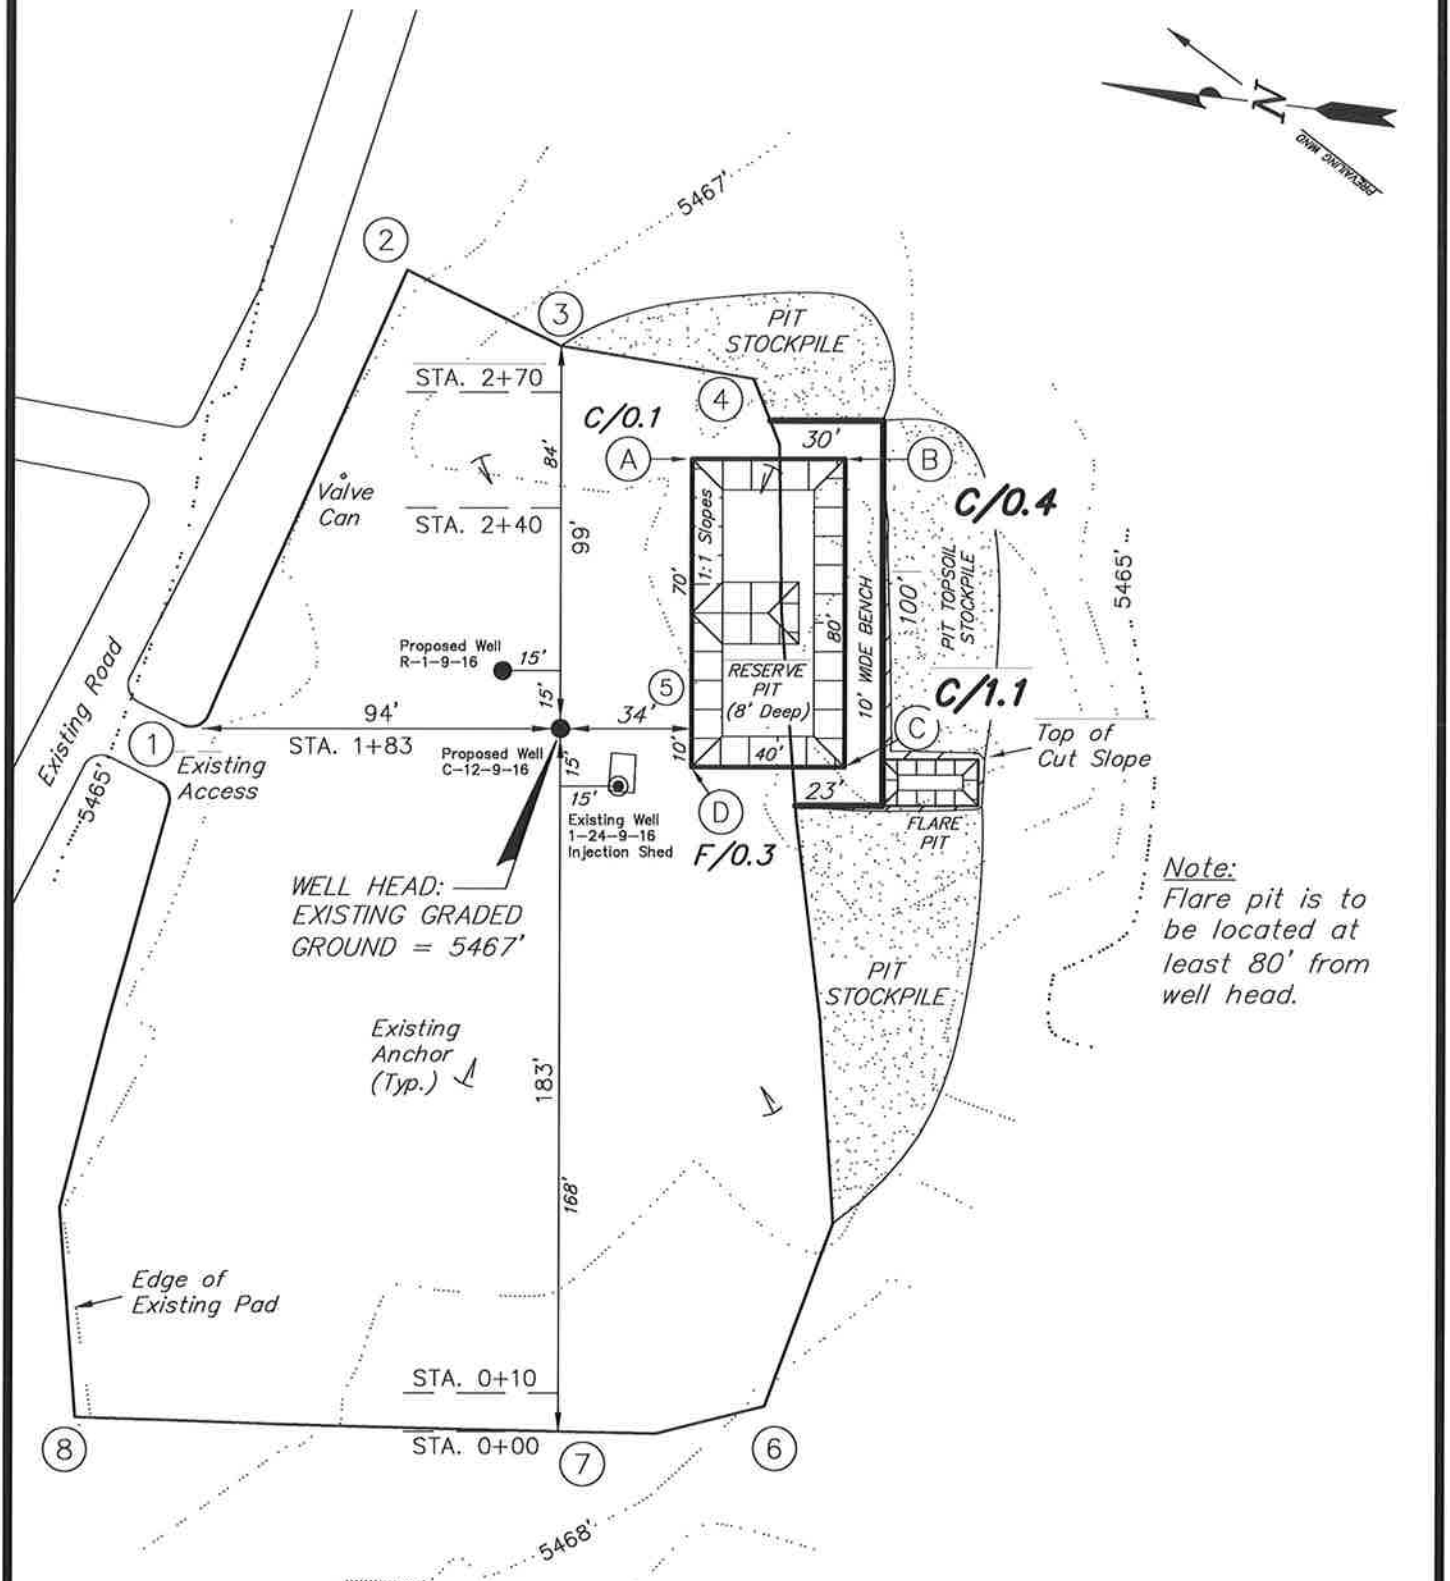 N
PREVAILING WIND
5467'
2
3
PIT
STOCKPILE
STA. 2+70
4
C/0.1
84'
30'
A
B
Valve
Can
STA. 2+40
99'
C/0.4
1:1 Slopes
70'
80'
10' WIDE BENCH
100'
PIT TOPSOIL
STOCKPILE
5465'
Proposed Well
R-1-9-16
15'
15'
5
RESERVE
PIT
(8' Deep)
C/1.1
Existing Road
94'
34'
C
Top of
Cut Slope
1
STA. 1+83
Proposed Well
C-12-9-16
15'
10'
40'
Existing
Access
5465'
15'
23'
D
Existing Well
1-24-9-16
Injection Shed
F/0.3
FLARE
PIT
WELL HEAD:
EXISTING GRADED
GROUND = 5467'
Note:
Flare pit is to
be located at
least 80' from
well head.
PIT
STOCKPILE
Existing
Anchor
(Typ.)
183'
168'
Edge of
Existing Pad
STA. 0+10
8
STA. 0+00
7
6
5468'